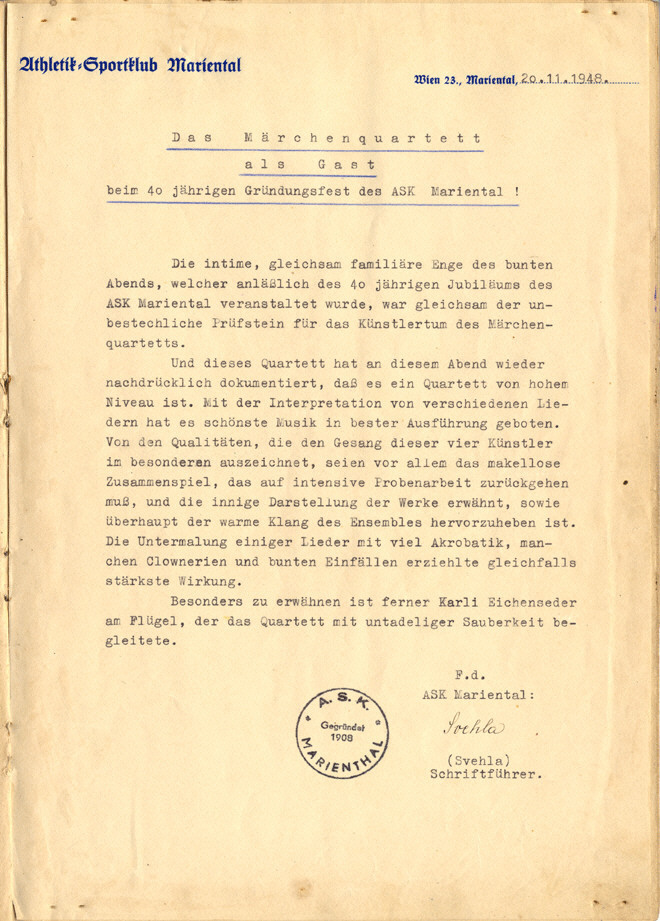 Athletik-Sportklub Mariental
Wien 23., Mariental, 2o.11.1948.
Das Märchenquartett
als Gast
beim 4o jährigen Gründungsfest des ASK Mariental !
Die intime, gleichsam familiäre Enge des bunten
Abends, welcher anläßlich des 4o jährigen Jubiläums des
ASK Mariental veranstaltet wurde, war gleichsam der un-
bestechliche Prüfstein für das Künstlertum des Märchen-
quartetts.
Und dieses Quartett hat an diesem Abend wieder
nachdrücklich dokumentiert, daß es ein Quartett von hohem
Niveau ist. Mit der Interpretation von verschiedenen Lie-
dern hat es schönste Musik in bester Ausführung geboten.
Von den Qualitäten, die den Gesang dieser vier Künstler
im besonderen auszeichnet, seien vor allem das makellose
Zusammenspiel, das auf intensive Probenarbeit zurückgehen
muß, und die innige Darstellung der Werke erwähnt, sowie
überhaupt der warme Klang des Ensembles hervorzuheben ist.
Die Untermalung einiger Lieder mit viel Akrobatik, man-
chen Clownerien und bunten Einfällen erziehlte gleichfalls
stärkste Wirkung.
Besonders zu erwähnen ist ferner Karli Eichenseder
am Flügel, der das Quartett mit untadeliger Sauberkeit be-
gleitete.
F.d.
ASK Mariental:
Svehla
(Svehla)
Schriftführer.
A. S. K.
Gegründet
1908
MARIENTHAL